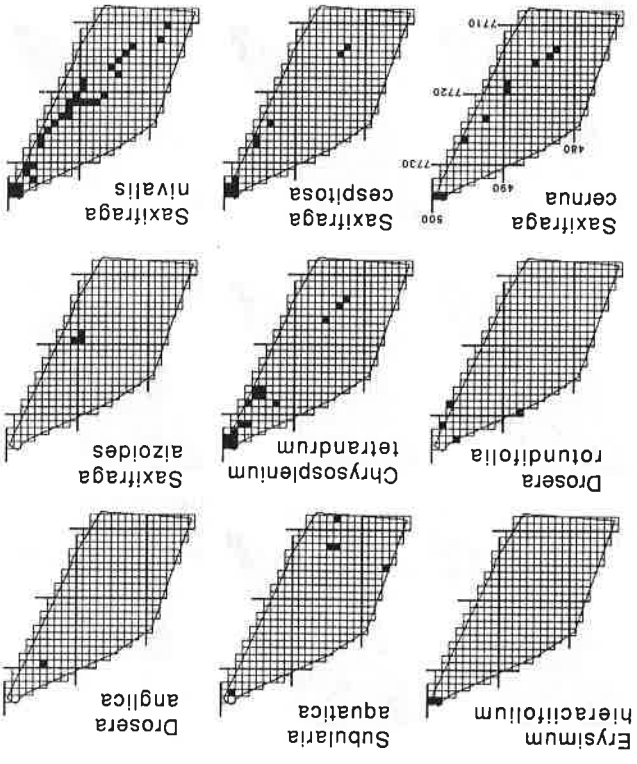 Erysimum
hieraciifolium
Subularia
aquatica
Drosera
anglica
Drosera
rotundifolia
Chrysosplenium
tetrandrum
Saxifraga
aizoides
Saxifraga
cernua
500
490
480
7730
7720
7710
Saxifraga
cespitosa
Saxifraga
nivalis